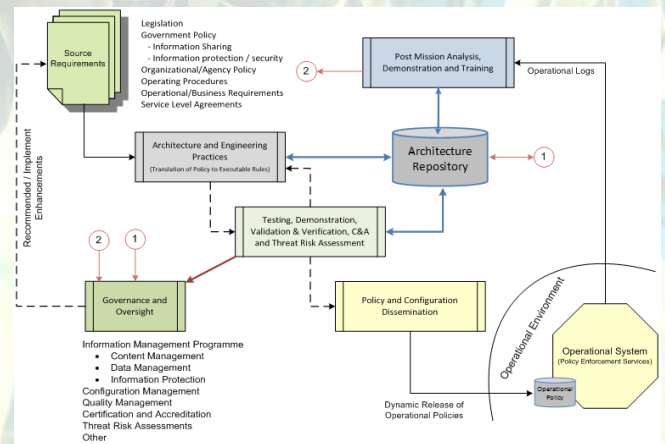 Source
Requirements
Legislation
Government Policy
- Information Sharing
- Information protection / security
Organizational/Agency Policy
Operating Procedures
Operational/Business Requirements
Service Level Agreements
2
Post Mission Analysis,
Demonstration and Training
Operational Logs
Architecture and Engineering
Practices
(Translation of Policy to Executable Rules)
Architecture
Repository
1
Recommended / Implement
Enhancements
Testing, Demonstration,
Validation & Verification, C&A
and Threat Risk Assessment
2
1
Governance and
Oversight
Policy and Configuration
Dissemination
Operational Environment
Operational System
(Policy Enforcement Services)
Operational
Policy
Dynamic Release of
Operational Policies
Information Management Programme
• Content Management
• Data Management
• Information Protection
Configuration Management
Quality Management
Certification and Accreditation
Threat Risk Assessments
Other